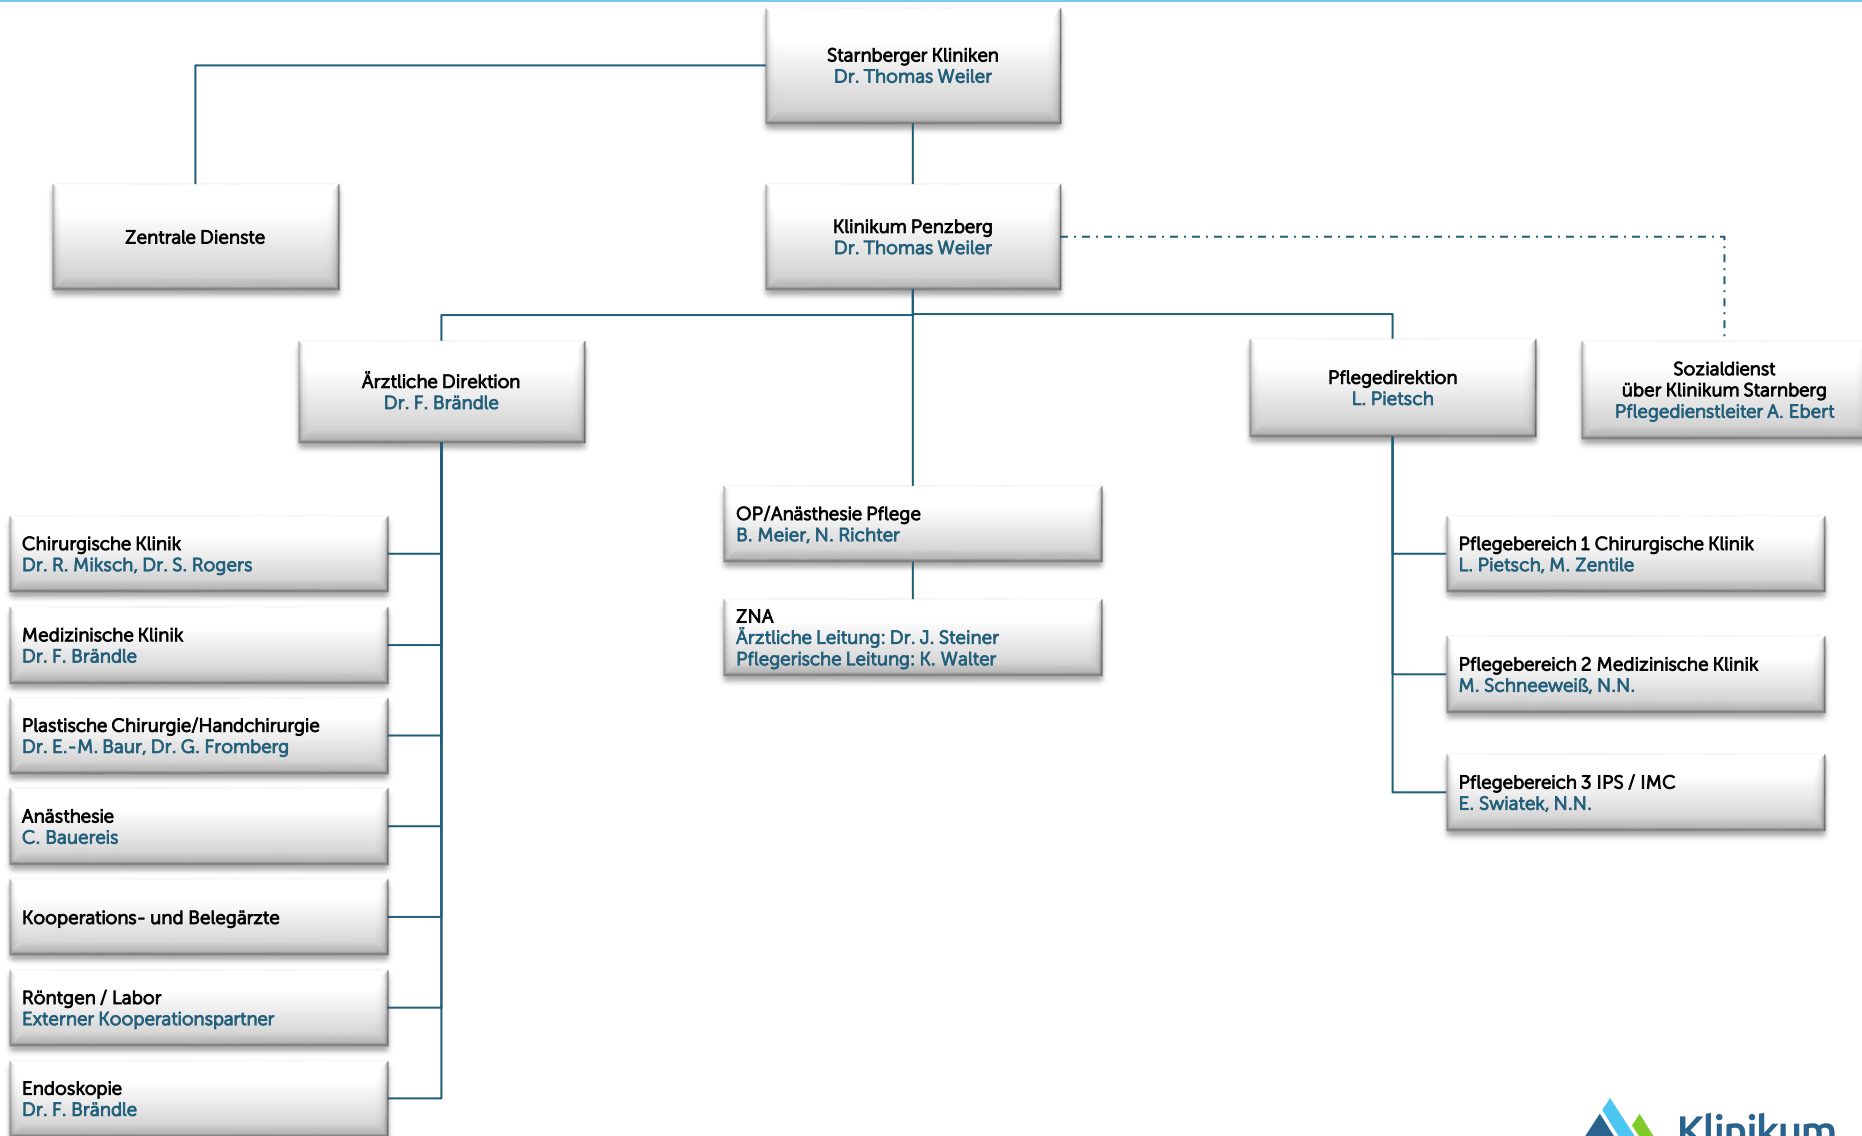 Starnberger Kliniken
Dr. Thomas Weiler
Zentrale Dienste
Klinikum Penzberg
Dr. Thomas Weiler
Ärztliche Direktion
Dr. F. Brändle
Pflegedirektion
L. Pietsch
Sozialdienst
über Klinikum Starnberg
Pflegedienstleiter A. Ebert
Chirurgische Klinik
Dr. R. Miksch, Dr. S. Rogers
Medizinische Klinik
Dr. F. Brändle
Plastische Chirurgie/Handchirurgie
Dr. E.-M. Baur, Dr. G. Fromberg
Anästhesie
C. Bauereis
Kooperations- und Belegärzte
Röntgen / Labor
Externer Kooperationspartner
Endoskopie
Dr. F. Brändle
OP/Anästhesie Pflege
B. Meier, N. Richter
ZNA
Ärztliche Leitung: Dr. J. Steiner
Pflegerische Leitung: K. Walter
Pflegebereich 1 Chirurgische Klinik
L. Pietsch, M. Zentile
Pflegebereich 2 Medizinische Klinik
M. Schneeweiß, N.N.
Pflegebereich 3 IPS / IMC
E. Swiatek, N.N.
Klinikum